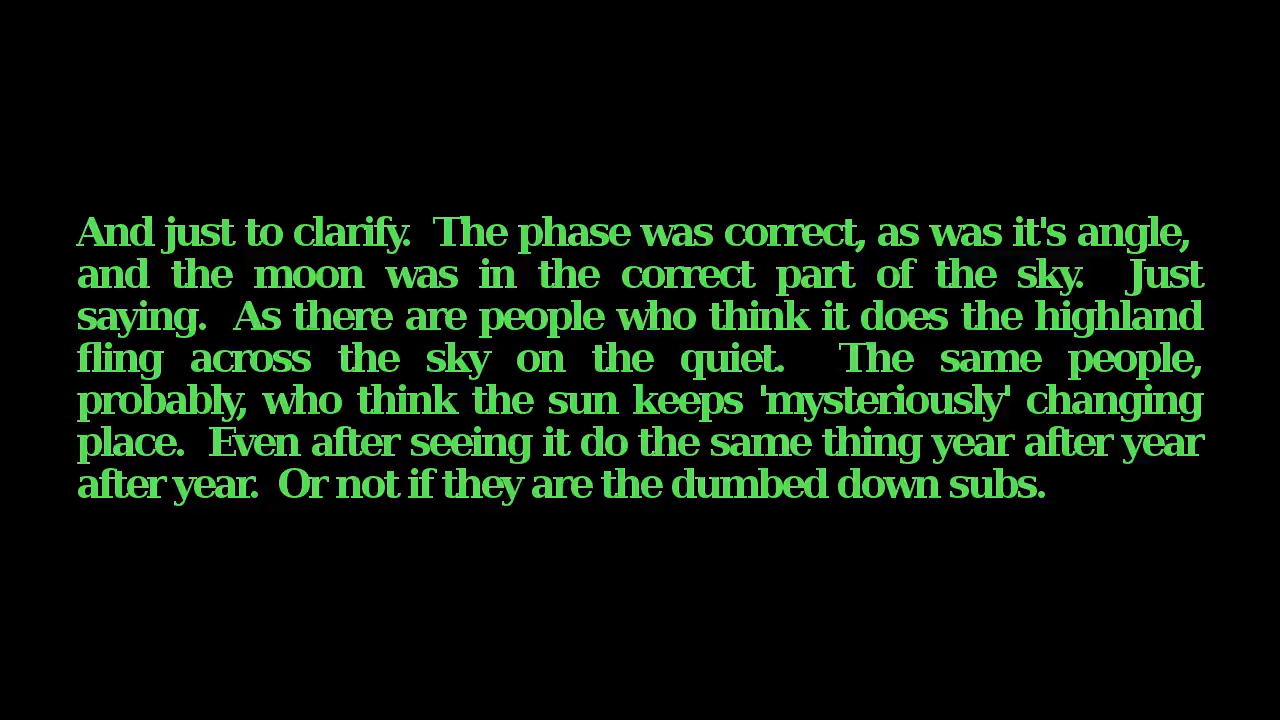 And just to clarify.  The phase was correct, as was it's angle,
and the moon was in the correct part of the sky.  Just
saying.  As there are people who think it does the highland
fling across the sky on the quiet.  The same people,
probably, who think the sun keeps 'mysteriously' changing
place.  Even after seeing it do the same thing year after year
after year.  Or not if they are the dumbed down subs.